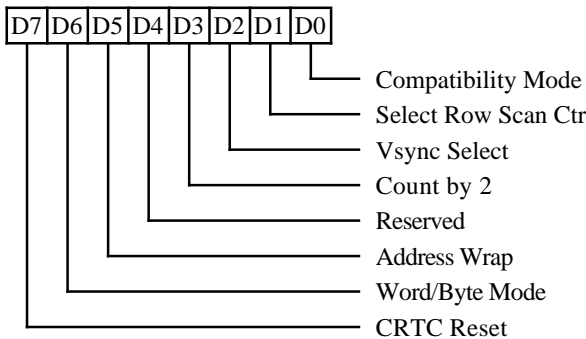 D7 D6 D5 D4 D3 D2 D1 D0
Compatibility Mode
Select Row Scan Ctr
Vsync Select
Count by 2
Reserved
Address Wrap
Word/Byte Mode
CRTC Reset